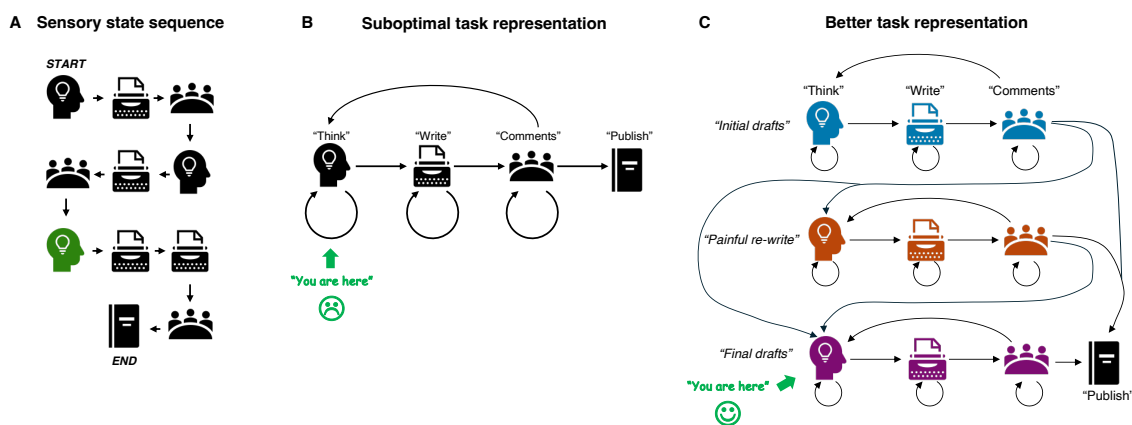 A Sensory state sequence
START
END
B Suboptimal task representation
“Think” “Write” “Comments” “Publish”
“You are here”
C Better task representation
“Think” “Write” “Comments”
“Initial drafts”
“Painful re-write”
“Final drafts”
“You are here”
“Publish”